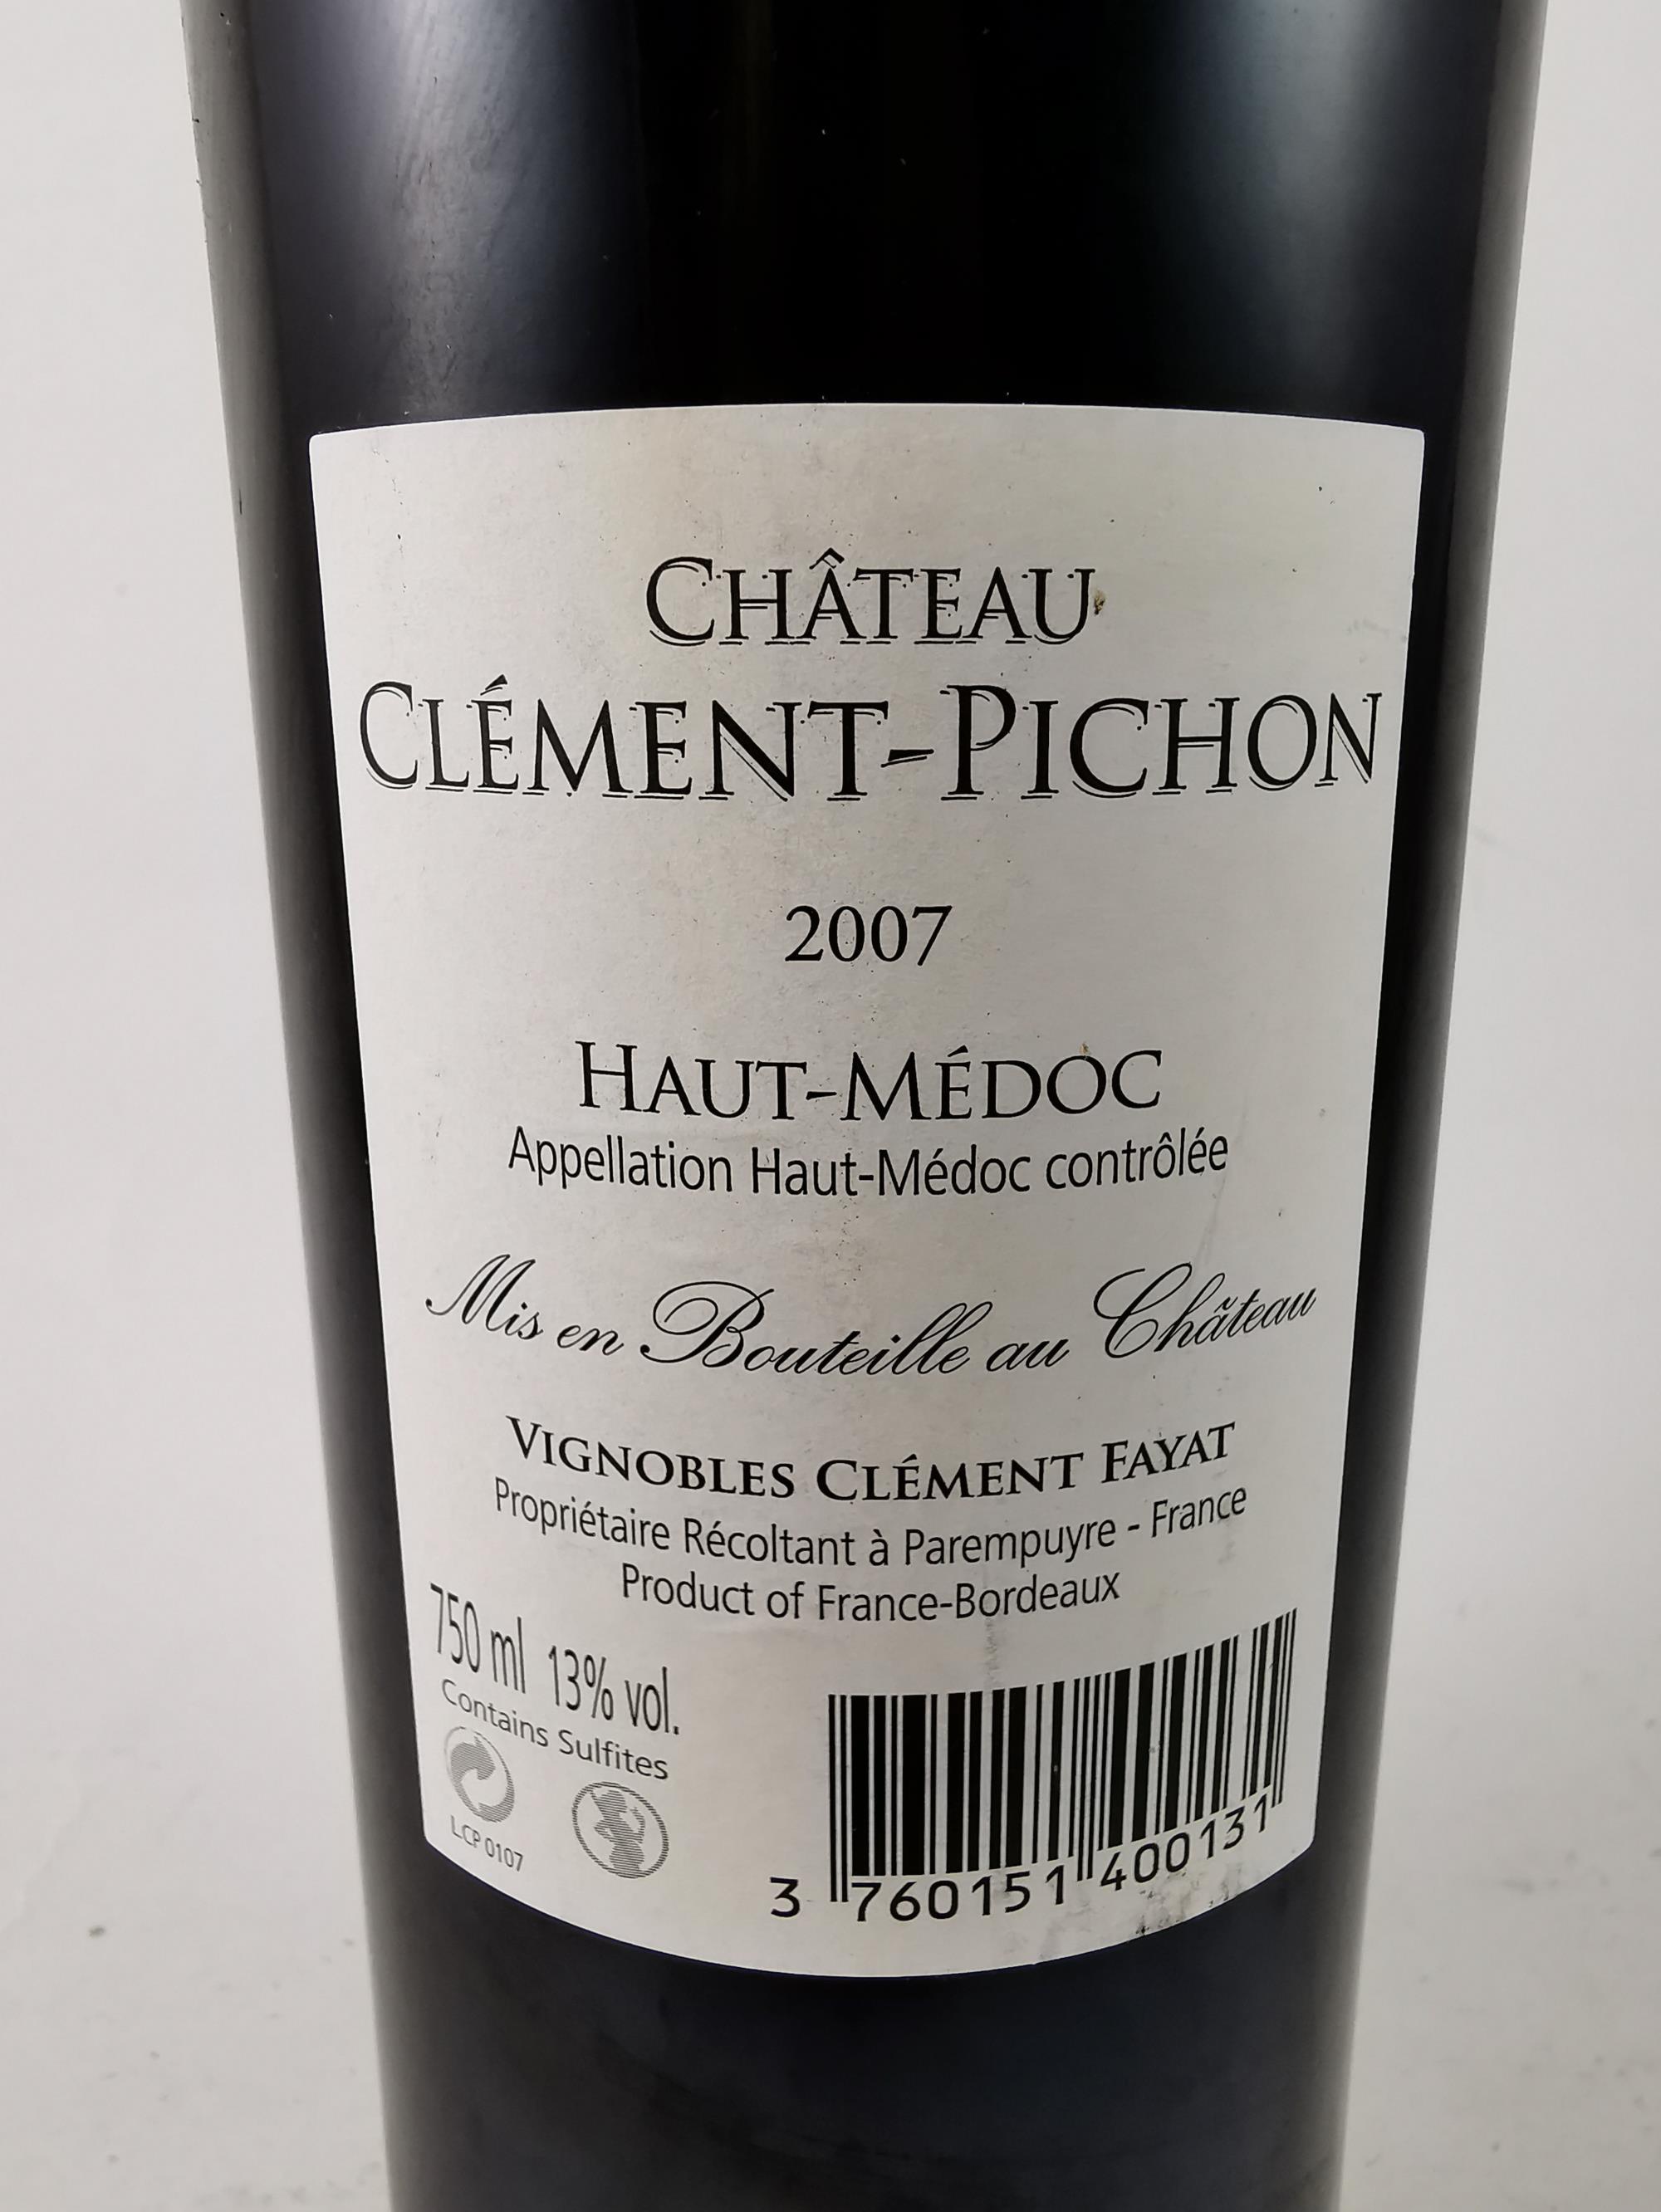 CHÂTEAU
CLÉMENT-PICHON
2007
HAUT-MÉDOC
Appellation Haut-Médoc contrôlée
Mis en Bouteille au Château
VIGNOBLES CLÉMENT FAYAT
Propriétaire Récoltant à Parempuyre - France
Product of France-Bordeaux
750 ml 13% vol.
Contains Sulfites
LCP 0107
3 760151 400131